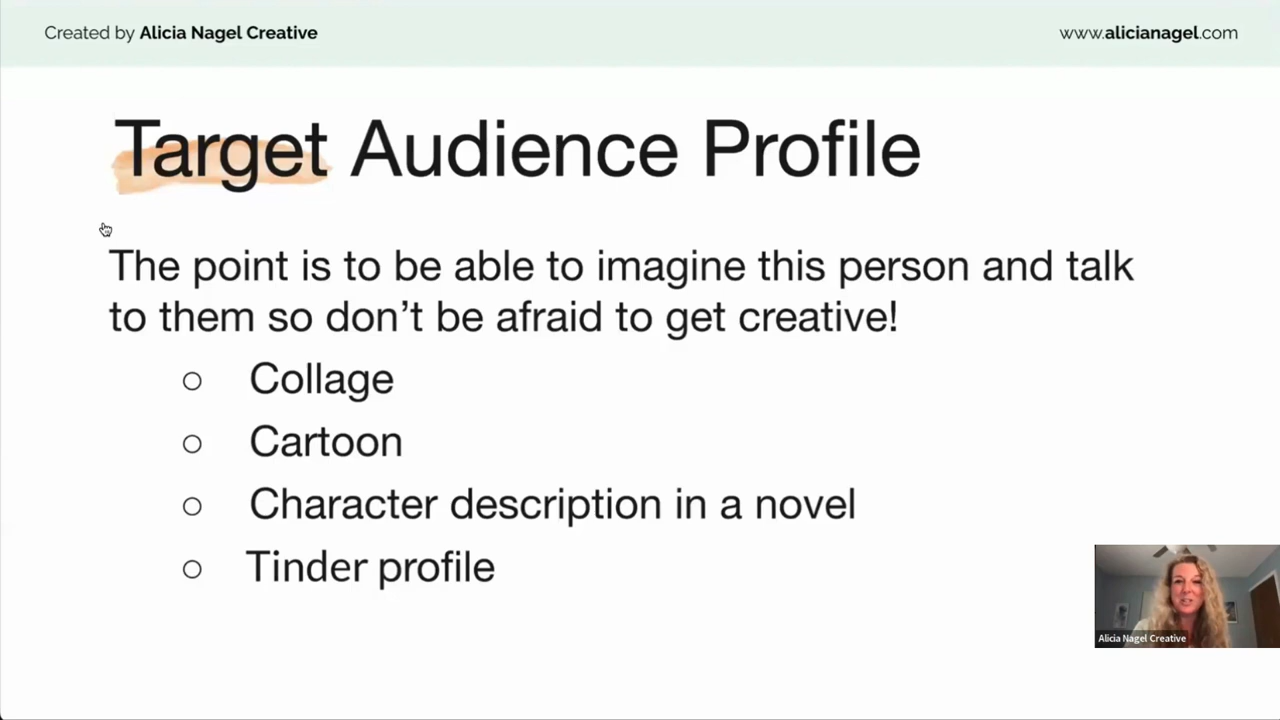 Created by Alicia Nagel Creative
www.alicianagel.com
Target Audience Profile
The point is to be able to imagine this person and talk
to them so don’t be afraid to get creative!
Collage
Cartoon
Character description in a novel
Tinder profile
Alicia Nagel Creative